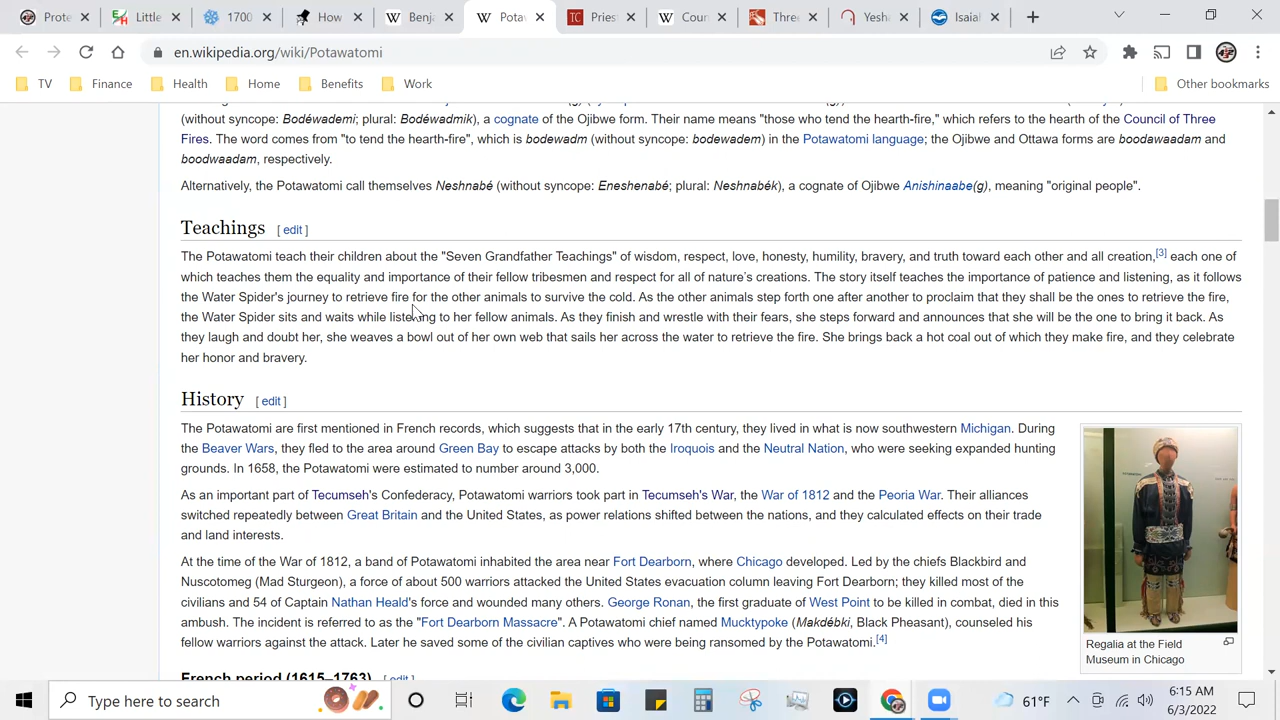 Prote
Little
1700
How
Benja
Potaw
Priest
Coun
Three
Yesha
Isaiah
en.wikipedia.org/wiki/Potawatomi
TV
Finance
Health
Home
Benefits
Work
Other bookmarks
(without syncope: Bodéwademi; plural: Bodéwadmik), a cognate of the Ojibwe form. Their name means "those who tend the hearth-fire," which refers to the hearth of the Council of Three
Fires. The word comes from "to tend the hearth-fire", which is bodewadm (without syncope: bodewadem) in the Potawatomi language; the Ojibwe and Ottawa forms are boodawaadam and
boodwaadam, respectively.
Alternatively, the Potawatomi call themselves Neshnabé (without syncope: Eneshenabé; plural: Neshnabék), a cognate of Ojibwe Anishinaabe(g), meaning "original people".
Teachings [ edit ]
The Potawatomi teach their children about the "Seven Grandfather Teachings" of wisdom, respect, love, honesty, humility, bravery, and truth toward each other and all creation,[3] each one of
which teaches them the equality and importance of their fellow tribesmen and respect for all of nature's creations. The story itself teaches the importance of patience and listening, as it follows
the Water Spider's journey to retrieve fire for the other animals to survive the cold. As the other animals step forth one after another to proclaim that they shall be the ones to retrieve the fire,
the Water Spider sits and waits while listening to her fellow animals. As they finish and wrestle with their fears, she steps forward and announces that she will be the one to bring it back. As
they laugh and doubt her, she weaves a bowl out of her own web that sails her across the water to retrieve the fire. She brings back a hot coal out of which they make fire, and they celebrate
her honor and bravery.
History [ edit ]
The Potawatomi are first mentioned in French records, which suggests that in the early 17th century, they lived in what is now southwestern Michigan. During
the Beaver Wars, they fled to the area around Green Bay to escape attacks by both the Iroquois and the Neutral Nation, who were seeking expanded hunting
grounds. In 1658, the Potawatomi were estimated to number around 3,000.
As an important part of Tecumseh's Confederacy, Potawatomi warriors took part in Tecumseh's War, the War of 1812 and the Peoria War. Their alliances
switched repeatedly between Great Britain and the United States, as power relations shifted between the nations, and they calculated effects on their trade
and land interests.
At the time of the War of 1812, a band of Potawatomi inhabited the area near Fort Dearborn, where Chicago developed. Led by the chiefs Blackbird and
Nuscotomeg (Mad Sturgeon), a force of about 500 warriors attacked the United States evacuation column leaving Fort Dearborn; they killed most of the
civilians and 54 of Captain Nathan Heald's force and wounded many others. George Ronan, the first graduate of West Point to be killed in combat, died in this
ambush. The incident is referred to as the "Fort Dearborn Massacre". A Potawatomi chief named Mucktypoke (Makdébki, Black Pheasant), counseled his
fellow warriors against the attack. Later he saved some of the civilian captives who were being ransomed by the Potawatomi.[4]
Regalia at the Field
Museum in Chicago
French period (1615–1763) [ edit ]
Type here to search
61°F
6:15 AM
6/3/2022